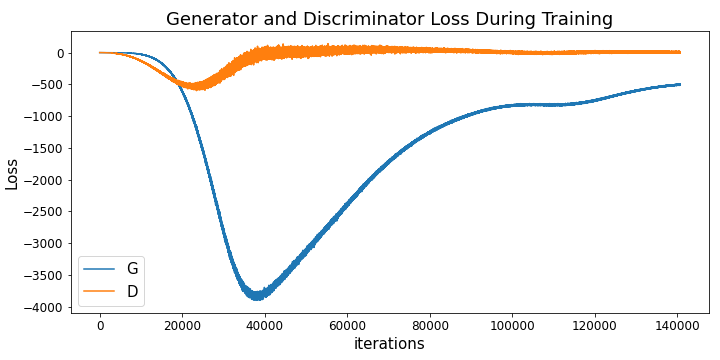 Generator and Discriminator Loss During Training
Loss
0
−500
−1000
−1500
−2000
−2500
−3000
−3500
−4000
G
D
0 20000 40000 60000 80000 100000 120000 140000
iterations